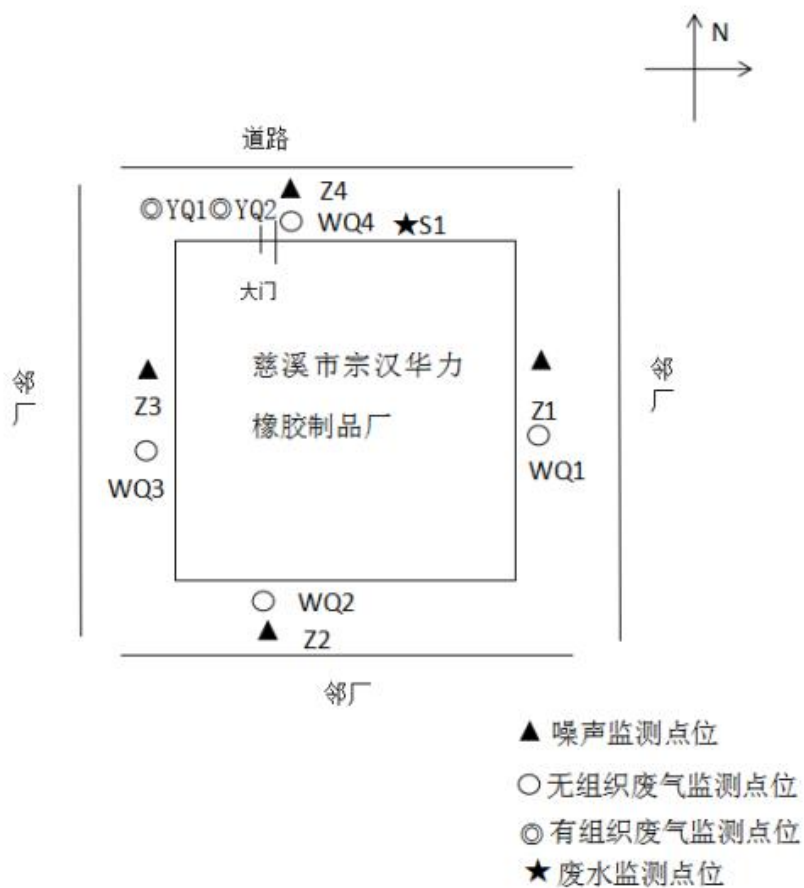 N
道路
Z4
◎YQ1◎YQ2
WQ4
★S1
大门
慈溪市宗汉华力
橡胶制品厂
邻厂
邻厂
Z3
Z1
WQ3
WQ1
WQ2
Z2
邻厂
▲ 噪声监测点位
○无组织废气监测点位
◎有组织废气监测点位
★ 废水监测点位